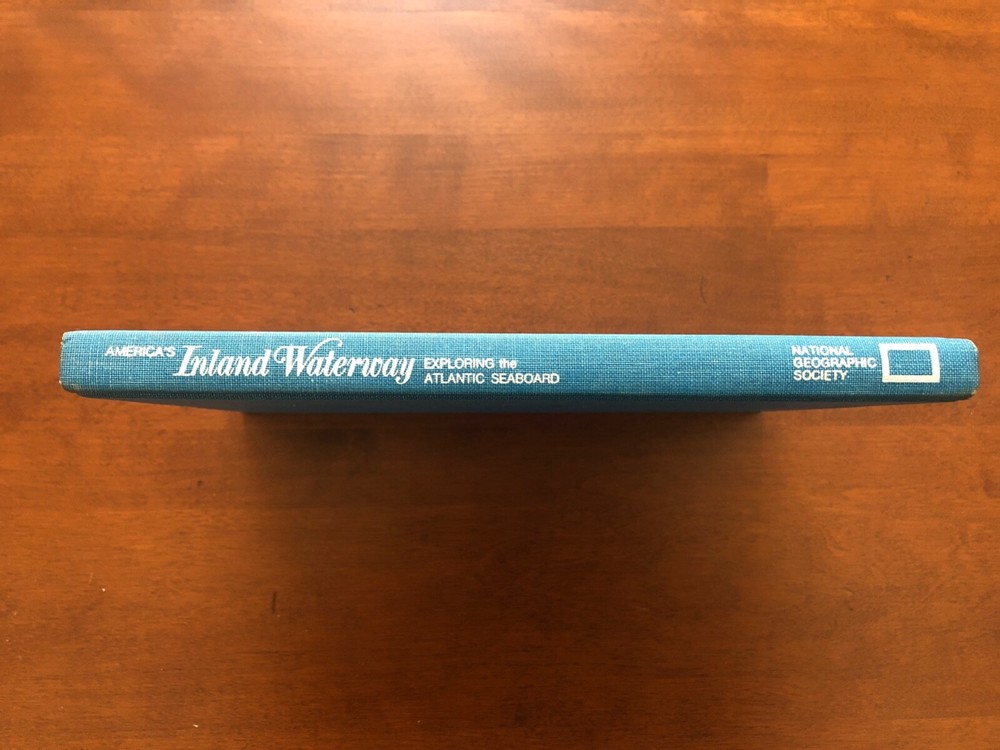 AMERICA'S Inland Waterway EXPLORING the
ATLANTIC SEABOARD
NATIONAL
GEOGRAPHIC
SOCIETY